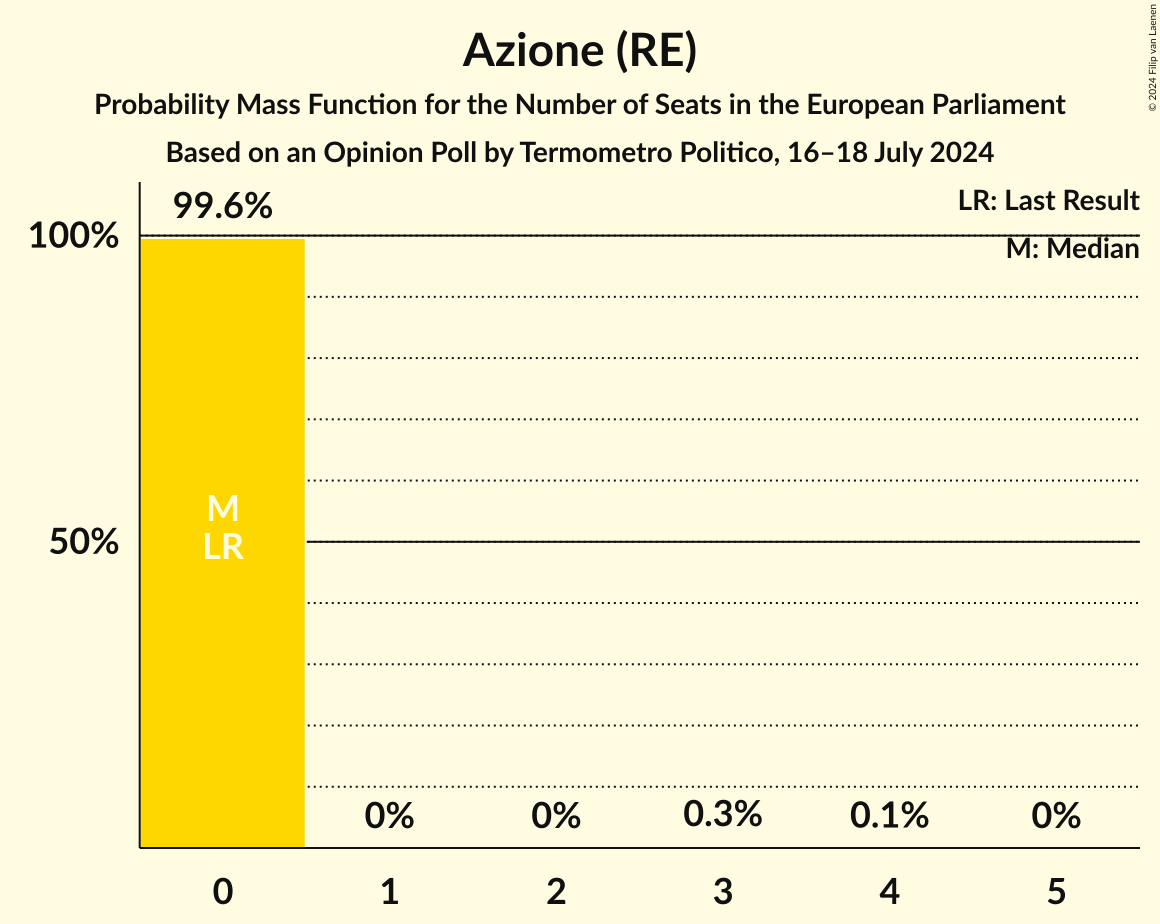 Azione (RE)
Probability Mass Function for the Number of Seats in the European Parliament
Based on an Opinion Poll by Termometro Politico, 16–18 July 2024
© 2024 Filip van Laenen
LR: Last Result
M: Median
99.6%
100%
50%
M
LR
0%
0%
0.3%
0.1%
0%
0
1
2
3
4
5